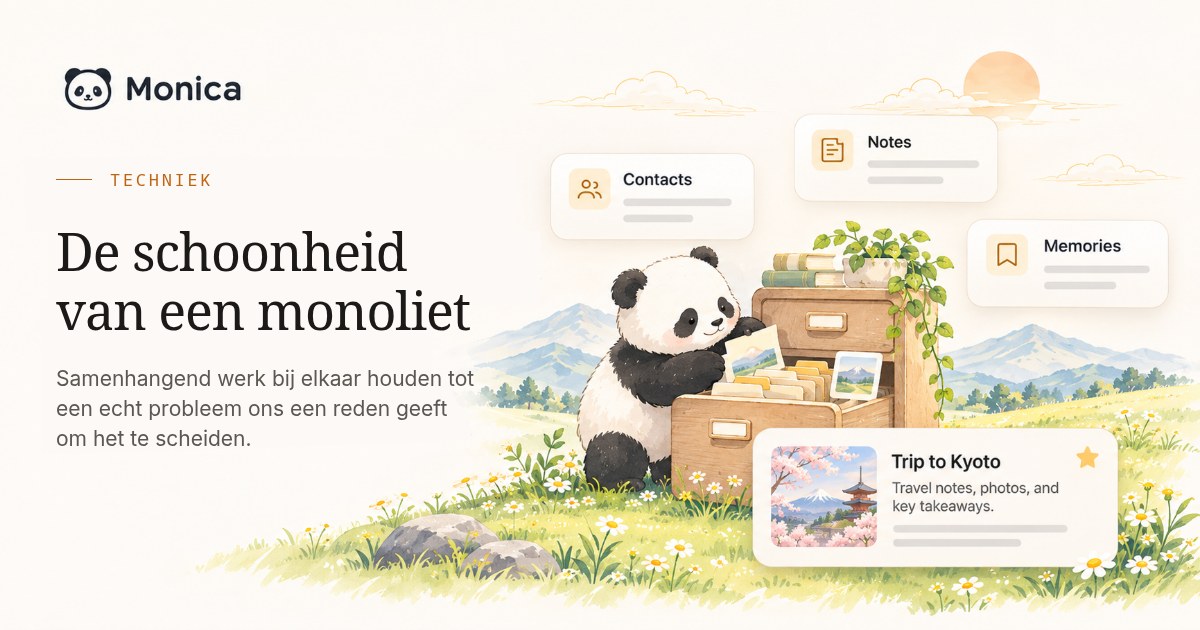 Monica
TECHNIEK
De schoonheid
van een monoliet
Samenhangend werk bij elkaar houden tot
een echt probleem ons een reden geeft
om het te scheiden.
Contacts
Notes
Memories
Trip to Kyoto
Travel notes, photos, and
key takeaways.